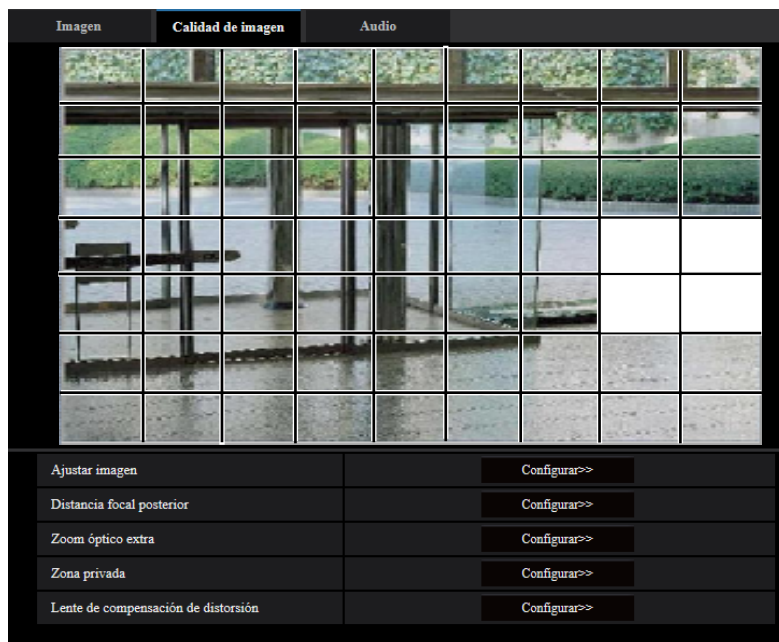 Imagen
Calidad de imagen
Audio
Ajustar imagen
Configurar>>
Distancia focal posterior
Configurar>>
Zoom óptico extra
Configurar>>
Zona privada
Configurar>>
Lente de compensación de distorsión
Configurar>>